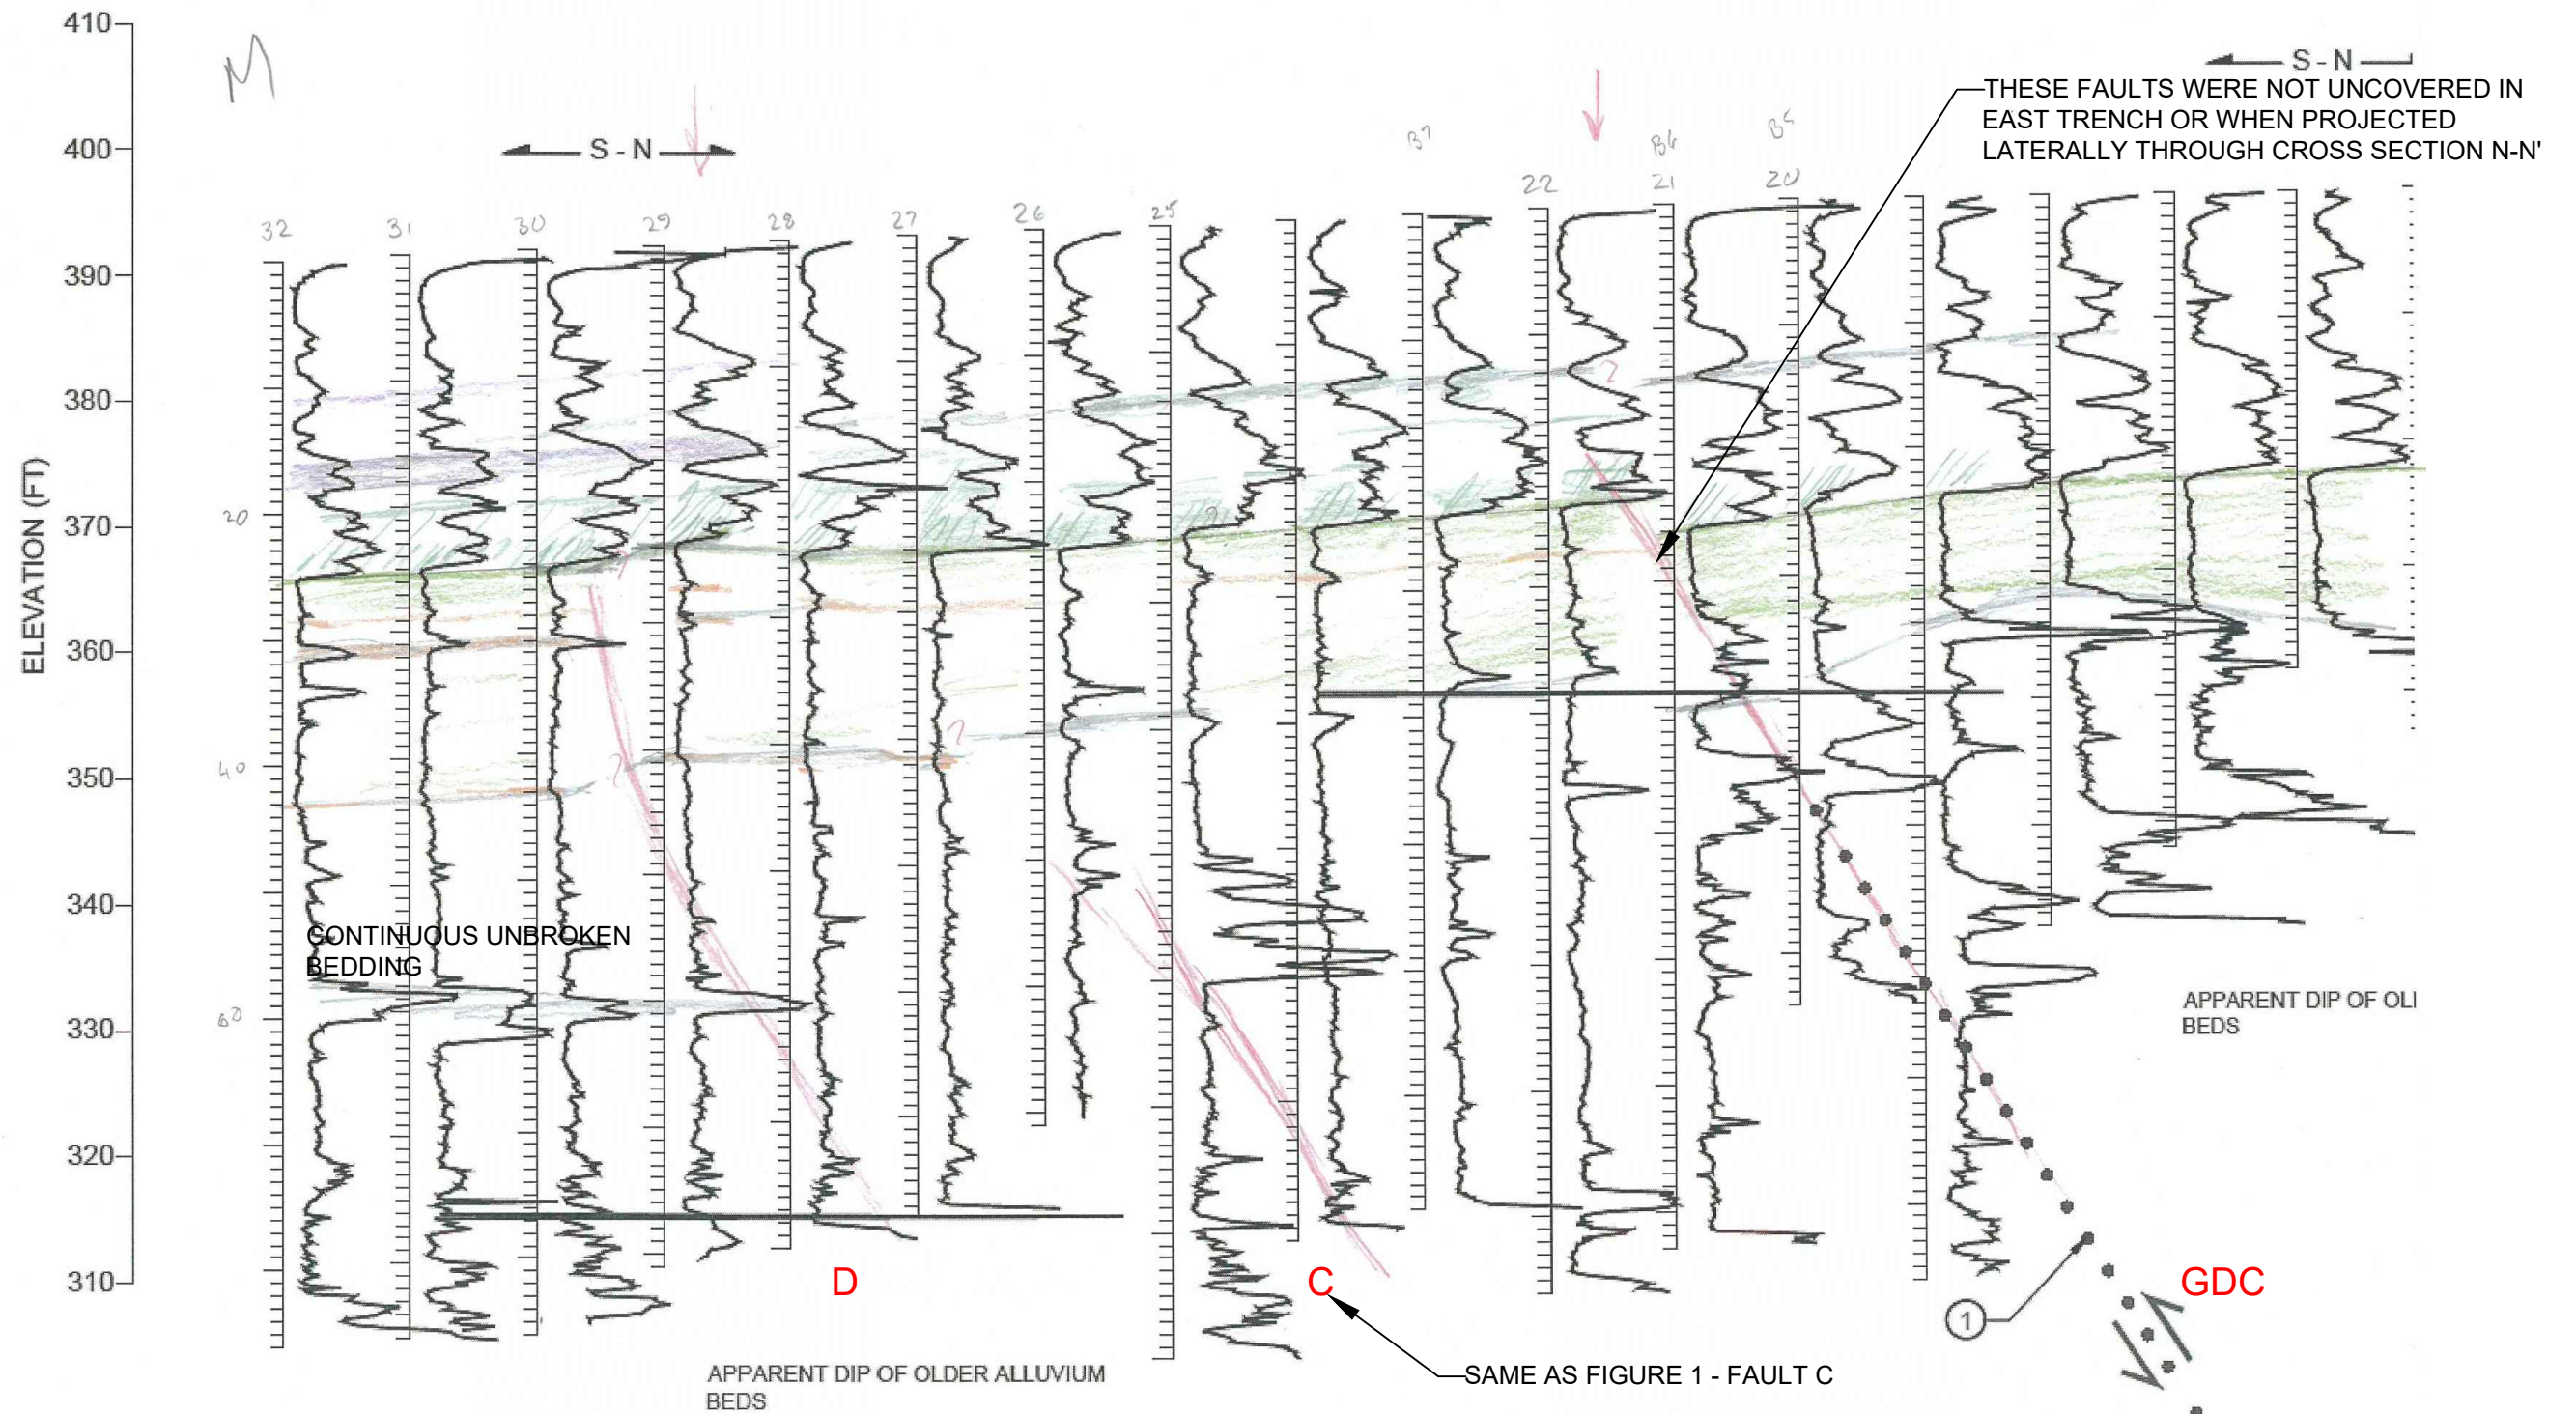 410
M
S - N
THESE FAULTS WERE NOT UNCOVERED IN
EAST TRENCH OR WHEN PROJECTED
LATERALLY THROUGH CROSS SECTION N-N'
400
S - N
B7
B6
B5
32
31
30
29
28
27
26
25
22
21
20
390
380
?
ELEVATION (FT)
20
370
?
?
360
?
?
40
350
340
CONTINUOUS UNBROKEN
BEDDING
60
330
APPARENT DIP OF OLI
BEDS
320
310
D
C
GDC
1
APPARENT DIP OF OLDER ALLUVIUM
BEDS
SAME AS FIGURE 1 - FAULT C